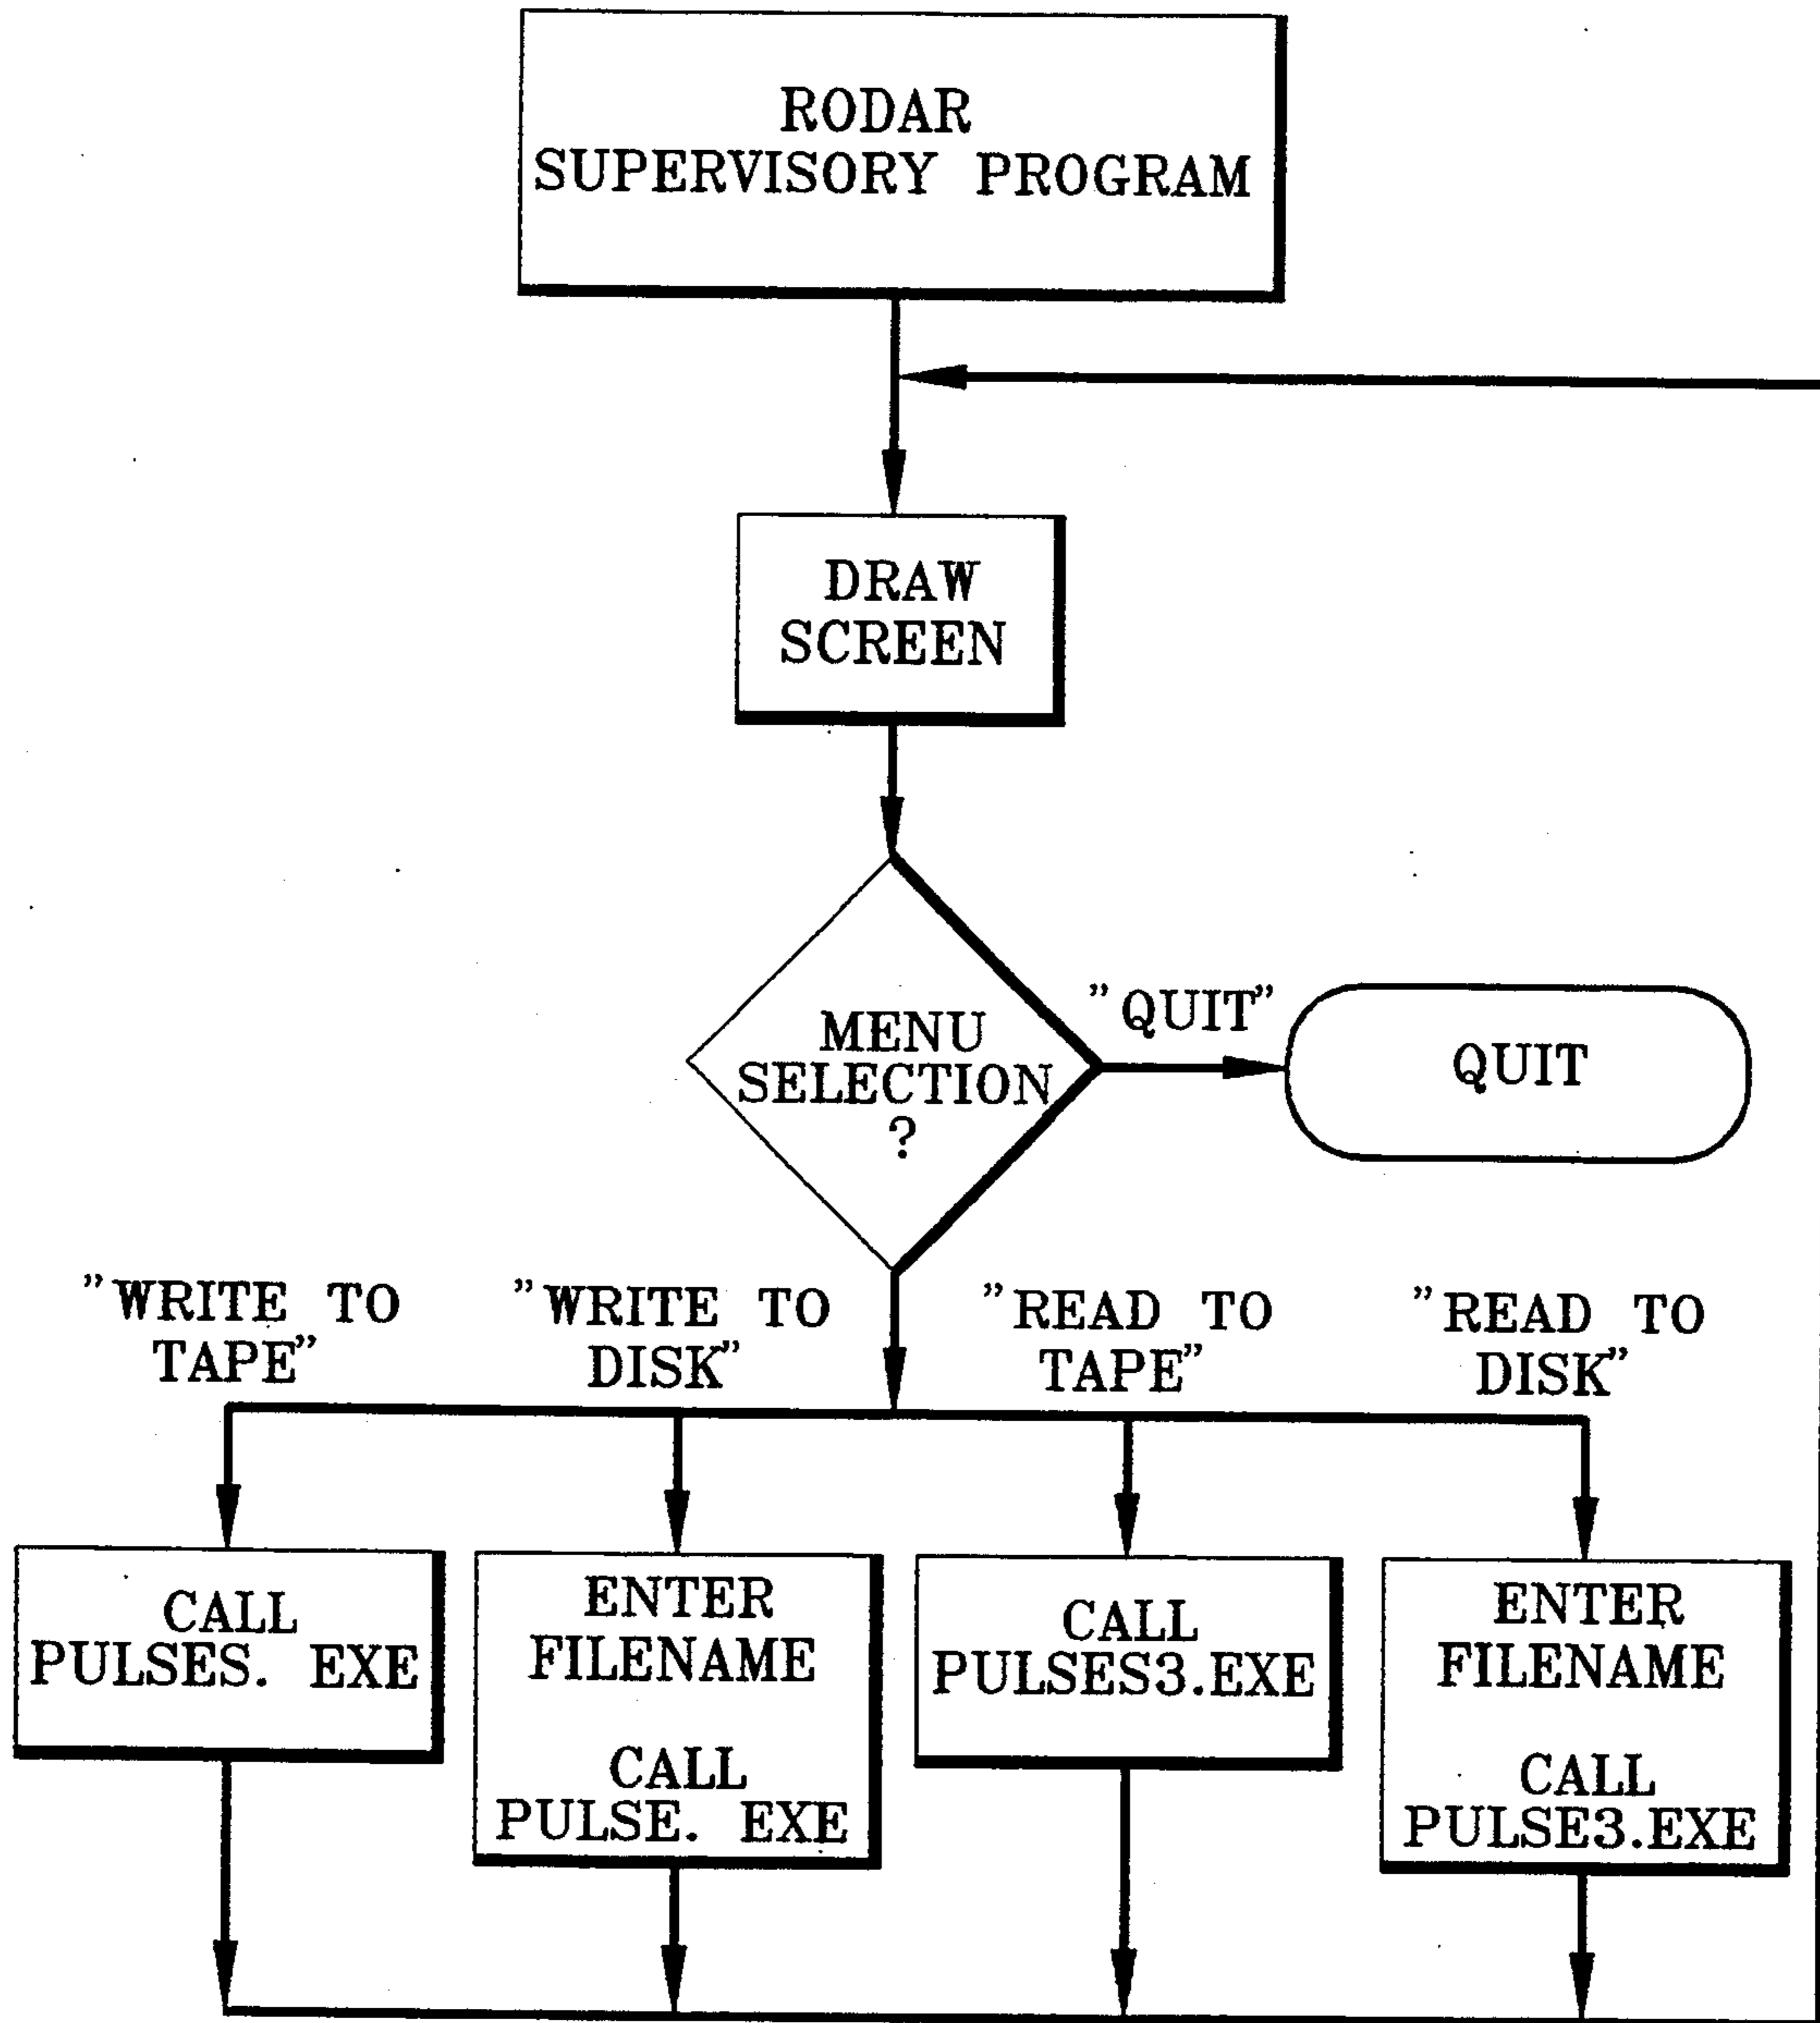 RODAR
SUPERVISORY PROGRAM
DRAW
SCREEN
MENU
SELECTION
?
"QUIT"
QUIT
"WRITE TO
TAPE"
"WRITE TO
DISK"
"READ TO
TAPE"
"READ TO
DISK"
CALL
PULSES. EXE
ENTER
FILENAME
CALL
PULSE. EXE
CALL
PULSES3.EXE
ENTER
FILENAME
CALL
PULSE3.EXE